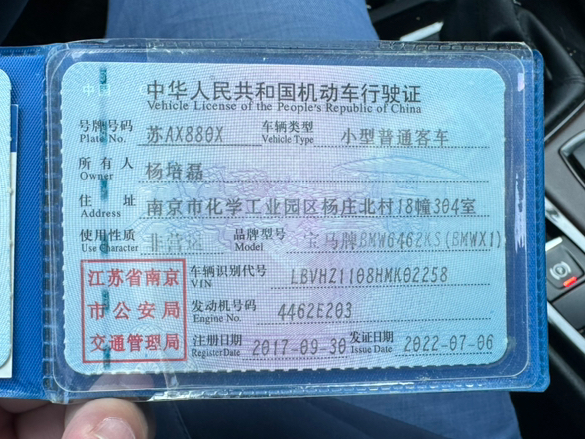 中华人民共和国机动车行驶证
Vehicle License of the People's Republic of China
号牌号码 苏AX880X 车辆类型 小型普通客车
Plate No. Vehicle Type
所有人 杨培磊
Owner
住址 南京市化学工业园区杨庄北村18幢304室
Address
使用性质 非营运 品牌型号 宝马牌BMW6462KS(BMWX1)
Use Character Model
江苏省南京
市公安局
交通管理局
车辆识别代号 LBVHZ1108HMK02258
VIN
发动机号码 4462E203
Engine No.
注册日期 2017-09-30 发证日期 2022-07-06
Register Date Issue Date